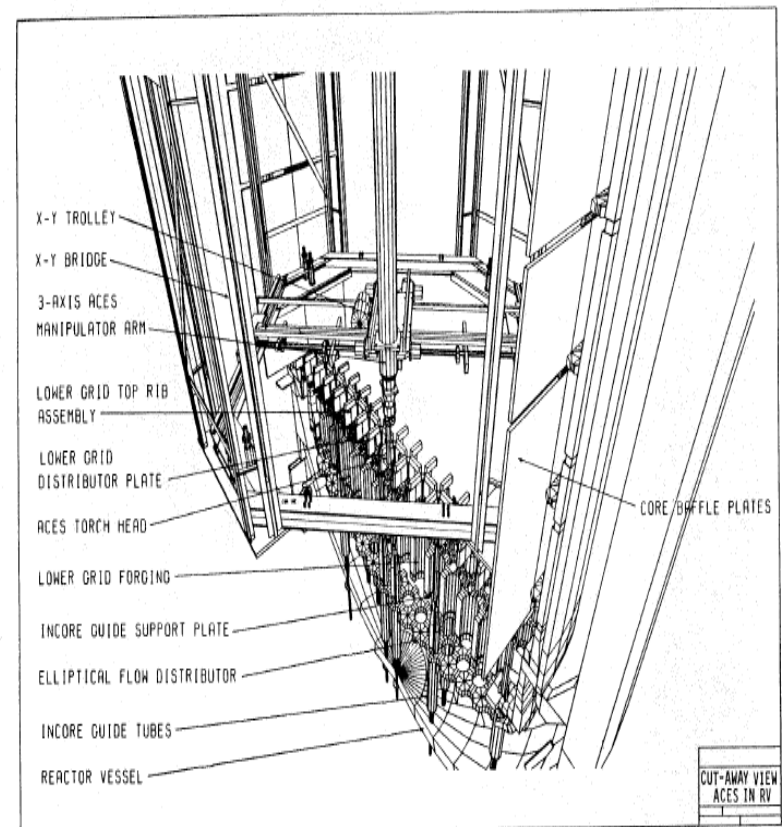 X-Y TROLLEY
X-Y BRIDGE
3-AXIS ACES
MANIPULATOR ARM
LOWER GRID TOP RIB
ASSEMBLY
LOWER GRID
DISTRIBUTOR PLATE
ACES TORCH HEAD
CORE BAFFLE PLATES
LOWER GRID FORGING
INCORE GUIDE SUPPORT PLATE
ELLIPTICAL FLOW DISTRIBUTOR
INCORE GUIDE TUBES
REACTOR VESSEL
CUT-AWAY VIEW
ACES IN RV